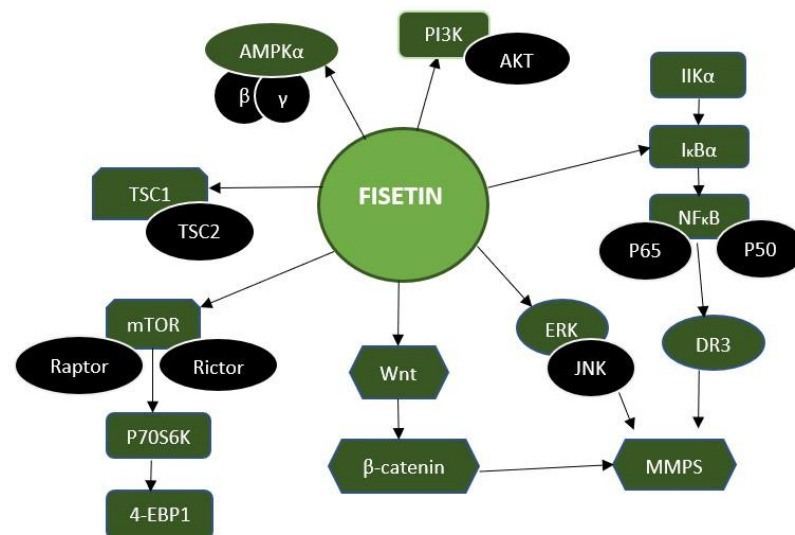 AMPKα
β
γ
PI3K
AKT
IIKα
IκBα
NFκB
P65
P50
DR3
FISETIN
TSC1
TSC2
mTOR
Raptor
Rictor
P70S6K
4-EBP1
Wnt
β-catenin
ERK
JNK
MMPS